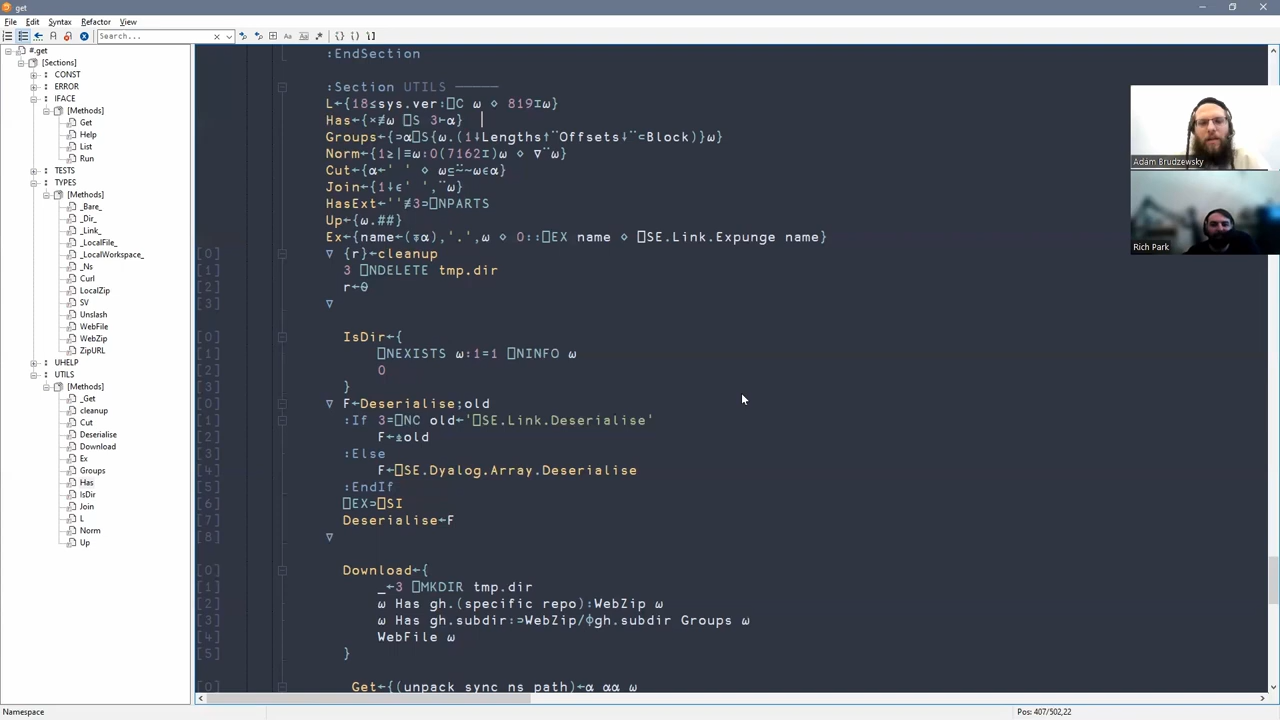 get
File Edit Syntax Refactor View
Search...
#.get
[Sections]
CONST
ERROR
IFACE
[Methods]
Get
Help
List
Run
TESTS
TYPES
[Methods]
_Bare_
_Dir_
_Link_
_LocalFile_
_LocalWorkspace_
_Ns
Curl
LocalZip
SV
Unslash
WebFile
WebZip
ZipURL
UHELP
UTILS
[Methods]
_Get
cleanup
Cut
Deserialise
Download
Ex
Groups
Has
IsDir
Join
L
Norm
Up
:EndSection
:Section UTILS ─────
L←{18≤sys.ver:⎕C ⍵ ⋄ 819⌶⍵}
Has←{×≢⍵ ⎕S 3⊢⍺}
Groups←{⊃⍺⎕S{⍵.(1↓Lengths↑¨Offsets↓¨⊂Block)}⍵}
Norm←{1≥|≡⍵:0(7162⌶)⍵ ⋄ ∇¨⍵}
Cut←{⍺←' ' ⋄ ⍵⊆⍨~⍵∊⍺}
Join←{1↓∊' ',¨⍵}
HasExt←''≢3⊃⎕NPARTS
Up←{⍵.##}
Ex←{name←(⍕⍺),'.',⍵ ⋄ 0::⎕EX name ⋄ ⎕SE.Link.Expunge name}
[0] ∇ {r}←cleanup
[1] 3 ⎕NDELETE tmp.dir
[2] r←⍬
[3] ∇
[0] IsDir←{
[1] ⎕NEXISTS ⍵:1=1 ⎕NINFO ⍵
[2] 0
[3] }
[0] ∇ F←Deserialise;old
[1] :If 3=⎕NC old←'⎕SE.Link.Deserialise'
[2] F←⍎old
[3] :Else
[4] F←⎕SE.Dyalog.Array.Deserialise
[5] :EndIf
[6] ⎕EX⊃⎕SI
[7] Deserialise←F
[8] ∇
[0] Download←{
[1] _←3 ⎕MKDIR tmp.dir
[2] ⍵ Has gh.(specific repo):WebZip ⍵
[3] ⍵ Has gh.subdir:⊃WebZip/⌽gh.subdir Groups ⍵
[4] WebFile ⍵
[5] }
[0] _Get←{(unpack sync ns path)←⍺ ⍺⍺ ⍵
Adam Brudzewsky
Rich Park
Namespace
Pos: 407/502,22